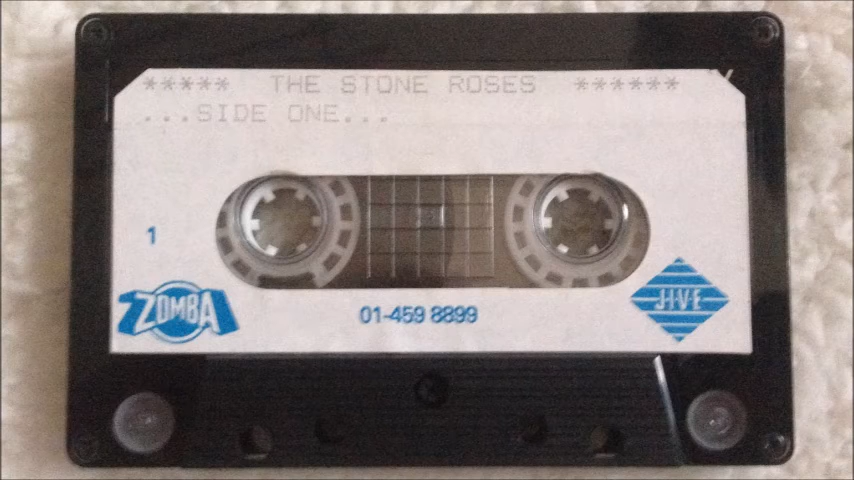 ***** THE STONE ROSES ******
...SIDE ONE...
1
ZOMBA
01-459 8899
JIVE